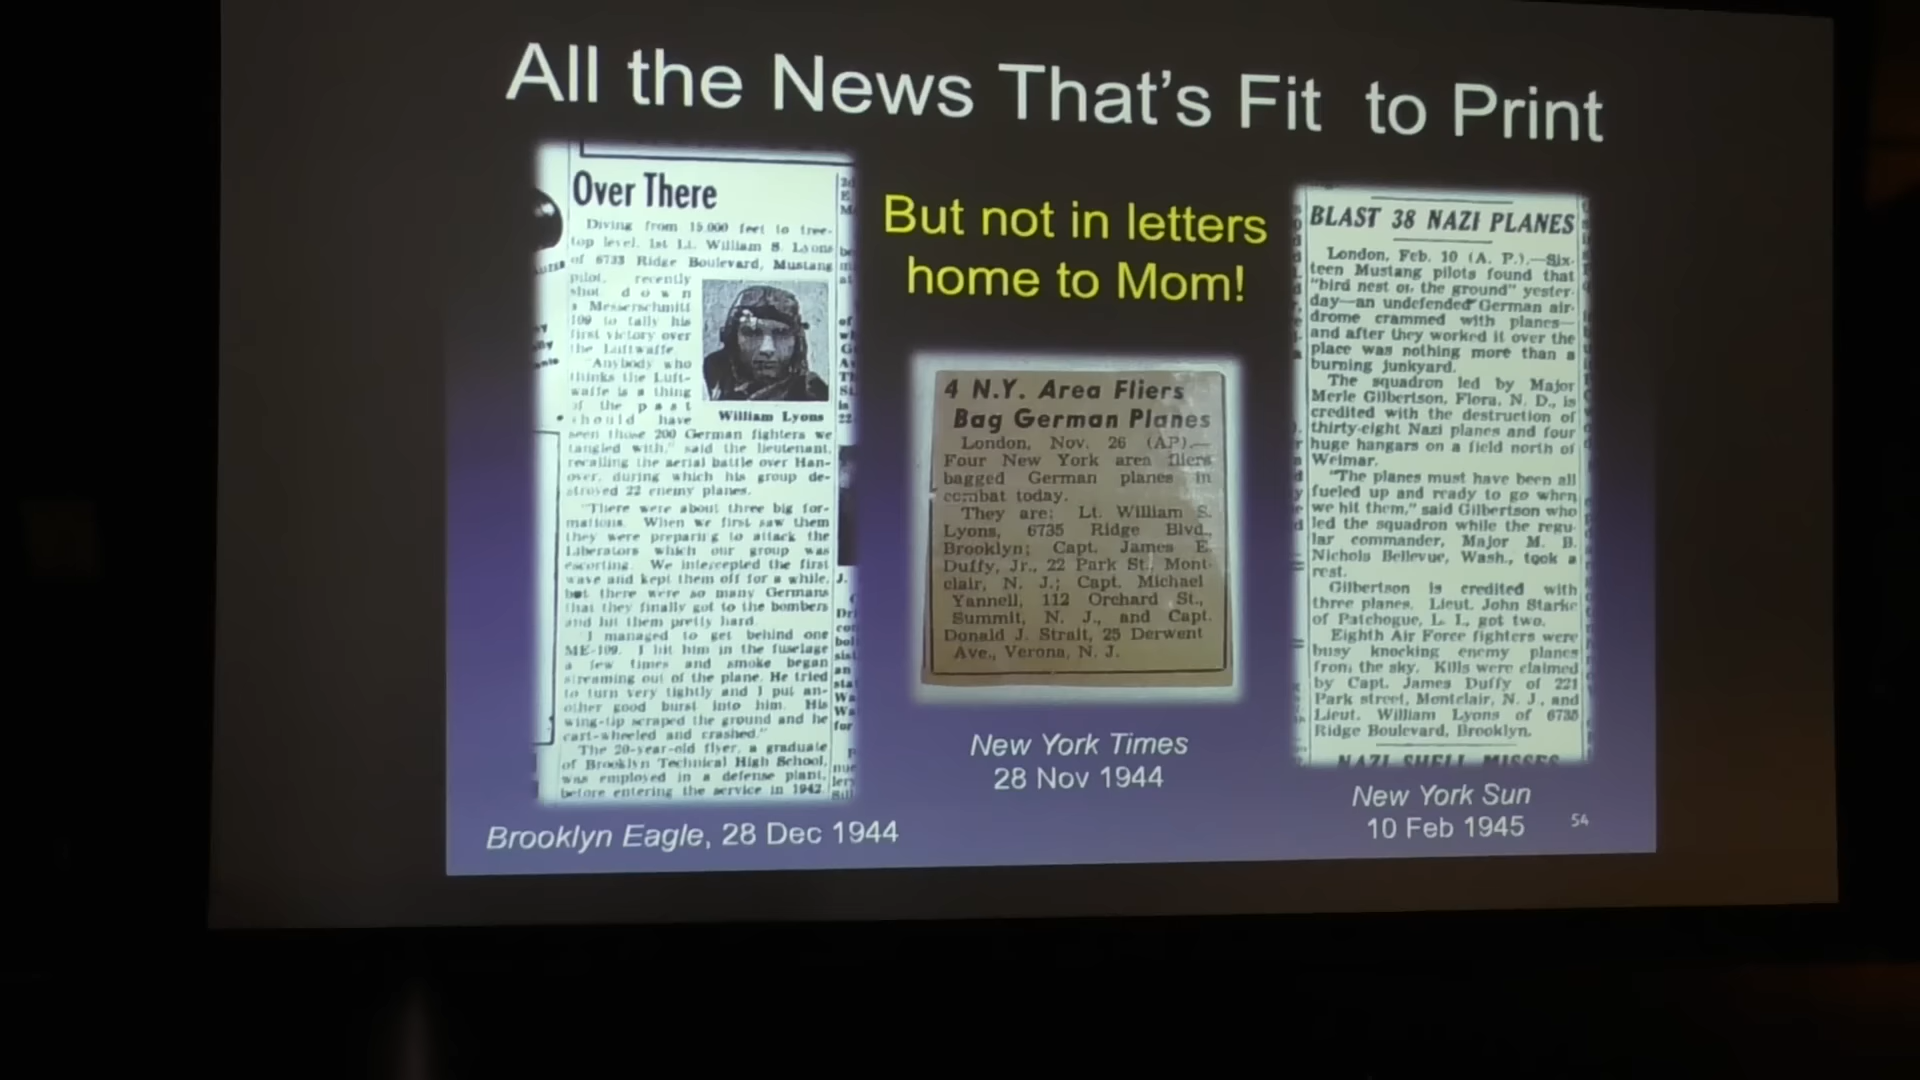 All the News That's Fit to Print
Over There
Diving from 15,000 feet to tree-
top level, 1st Lt. William S. Lyons
of 6733 Ridge Boulevard, Mustang
pilot, recently
shot down
a Messerschmitt
109 to tally his
first victory over
the Luftwaffe.
"Anybody who
thinks the Luft-
waffe is a thing
of the past
should have
William Lyons
seen those 200 German fighters we
tangled with," said the lieutenant,
recalling the aerial battle over Han-
over, during which his group de-
stroyed 22 enemy planes.
"There were about three big for-
mations. When we first saw them
they were preparing to attack the
Liberators which our group was
escorting. We intercepted the first
wave and kept them off for a while,
but there were so many Germans
that they finally got to the bombers
and hit them pretty hard.
"I managed to get behind one
ME-109. I hit him in the fuselage
a few times and smoke began
streaming out of the plane. He tried
to turn very tightly and I put an-
other good burst into him. His
wing-tip scraped the ground and he
cart-wheeled and crashed."
The 20-year-old flyer, a graduate
of Brooklyn Technical High School,
was employed in a defense plant,
before entering the service in 1942.
Brooklyn Eagle, 28 Dec 1944
But not in letters
home to Mom!
4 N.Y. Area Fliers
Bag German Planes
London, Nov. 26 (AP).—
Four New York area fliers
bagged German planes in
combat today.
They are: Lt. William S.
Lyons, 6735 Ridge Blvd.,
Brooklyn; Capt. James E.
Duffy, Jr., 22 Park St., Mont-
clair, N. J.; Capt. Michael
Yannell, 112 Orchard St.,
Summit, N. J., and Capt.
Donald J. Strait, 25 Derwent
Ave., Verona, N. J.
New York Times
28 Nov 1944
BLAST 38 NAZI PLANES
London, Feb. 10 (A. P.).—Six-
teen Mustang pilots found that
"bird nest on the ground" yester-
day—an undefended German air-
drome crammed with planes—
and after they worked it over the
place was nothing more than a
burning junkyard.
The squadron led by Major
Merle Gilbertson, Flora, N. D., is
credited with the destruction of
thirty-eight Nazi planes and four
huge hangars on a field north of
Weimar.
"The planes must have been all
fueled up and ready to go when
we hit them," said Gilbertson who
led the squadron while the regu-
lar commander, Major M. B.
Nichols Bellevue, Wash., took a
rest.
Gilbertson is credited with
three planes. Lieut. John Starke
of Patchogue, L. I., got two.
Eighth Air Force fighters were
busy knocking enemy planes
from the sky. Kills were claimed
by Capt. James Duffy of 221
Park street, Montclair, N. J., and
Lieut. William Lyons of 6735
Ridge Boulevard, Brooklyn.
NAZI SHELL MISSES
New York Sun
10 Feb 1945
54